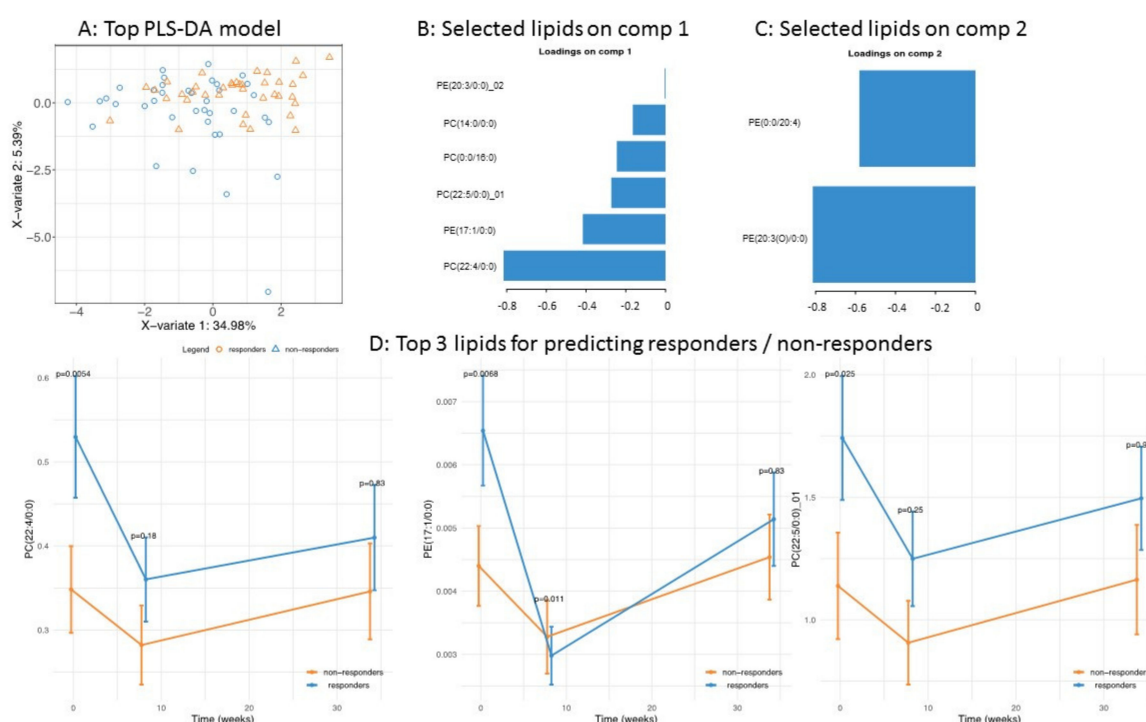 A: Top PLS-DA model
X-variate 2: 5.39%
0.0
-2.5
-5.0
-4
-2
0
2
X-variate 1: 34.98%
Legend responders non-responders
B: Selected lipids on comp 1
Loadings on comp 1
PE(20:3/0:0)_02
PC(14:0/0:0)
PC(0:0/16:0)
PC(22:5/0:0)_01
PE(17:1/0:0)
PC(22:4/0:0)
-0.8 -0.6 -0.4 -0.2 0
C: Selected lipids on comp 2
Loadings on comp 2
PE(0:0/20:4)
PE(20:3(O)/0:0)
-0.8 -0.6 -0.4 -0.2 0
D: Top 3 lipids for predicting responders / non-responders
PC(22:4/0:0)
0.6
0.5
0.4
0.3
p=0.0054
p=0.18
p=0.83
non-responders
responders
0 10 20 30
Time (weeks)
PE(17:1/0:0)
0.007
0.006
0.005
0.004
0.003
p=0.0068
p=0.011
p=0.83
non-responders
responders
0 10 20 30
Time (weeks)
PC(22:5/0:0)_01
2.0
1.5
1.0
p=0.025
p=0.25
non-responders
responders
0 10 20 30
Time (weeks)